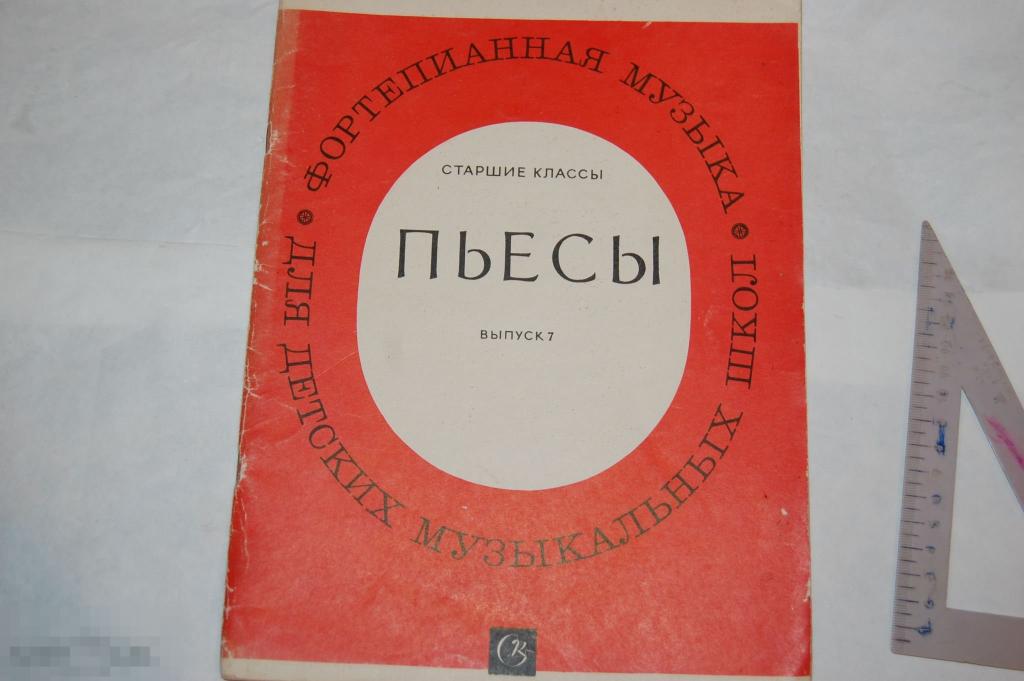 ФОРТЕПИАННАЯ МУЗЫКА
ДЛЯ ДЕТСКИХ МУЗЫКАЛЬНЫХ ШКОЛ
СТАРШИЕ КЛАССЫ
ПЬЕСЫ
ВЫПУСК 7